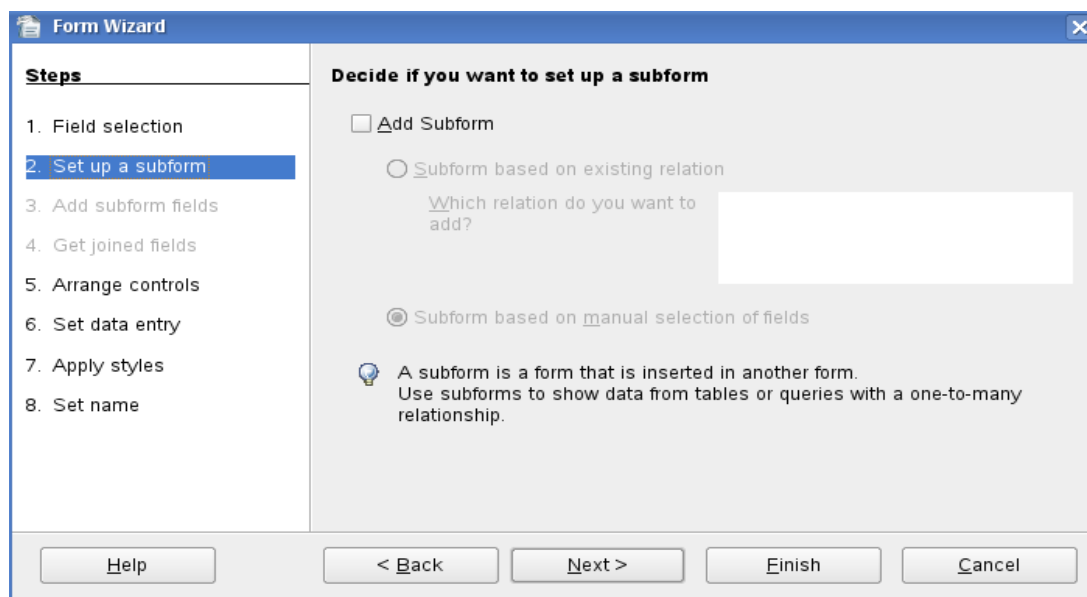 Form Wizard
Steps
1. Field selection
2. Set up a subform
3. Add subform fields
4. Get joined fields
5. Arrange controls
6. Set data entry
7. Apply styles
8. Set name
Decide if you want to set up a subform
Add Subform
Subform based on existing relation
Which relation do you want to
add?
Subform based on manual selection of fields
A subform is a form that is inserted in another form.
Use subforms to show data from tables or queries with a one-to-many
relationship.
Help
< Back
Next >
Finish
Cancel